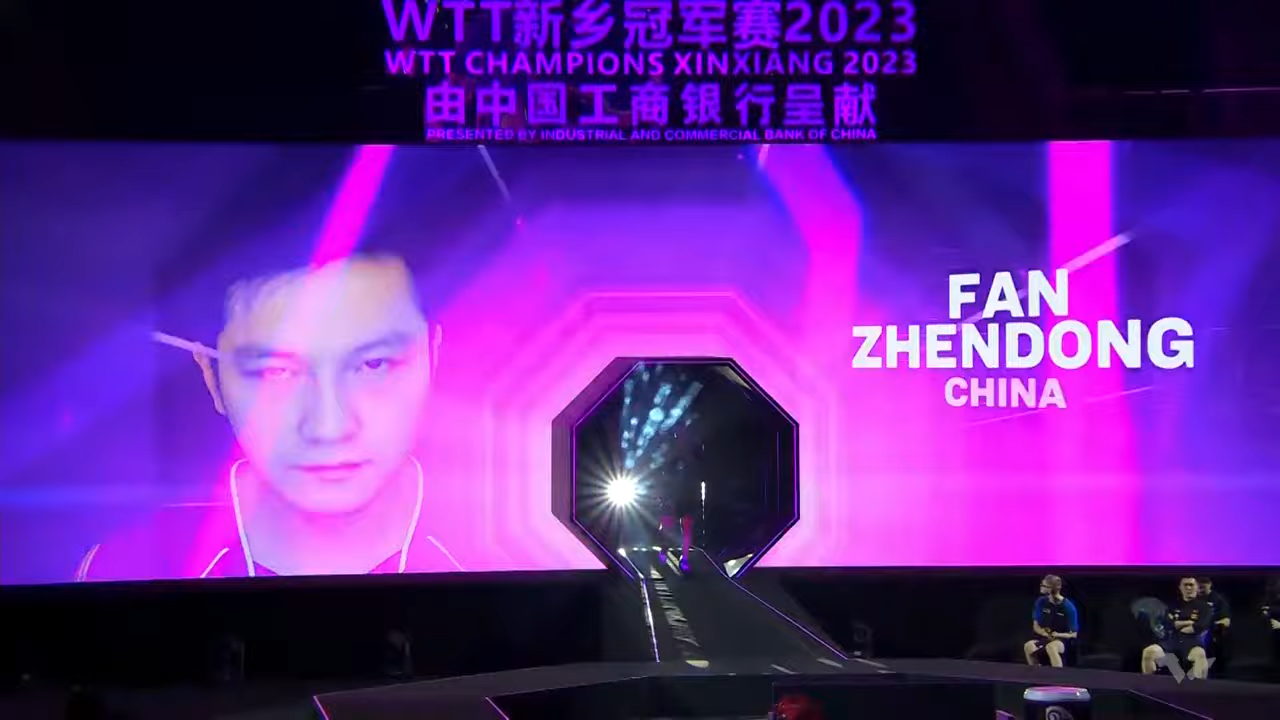 WTT新乡冠军赛2023
WTT CHAMPIONS XINXIANG 2023
由中国工商银行呈献
PRESENTED BY INDUSTRIAL AND COMMERCIAL BANK OF CHINA
FAN
ZHENDONG
CHINA